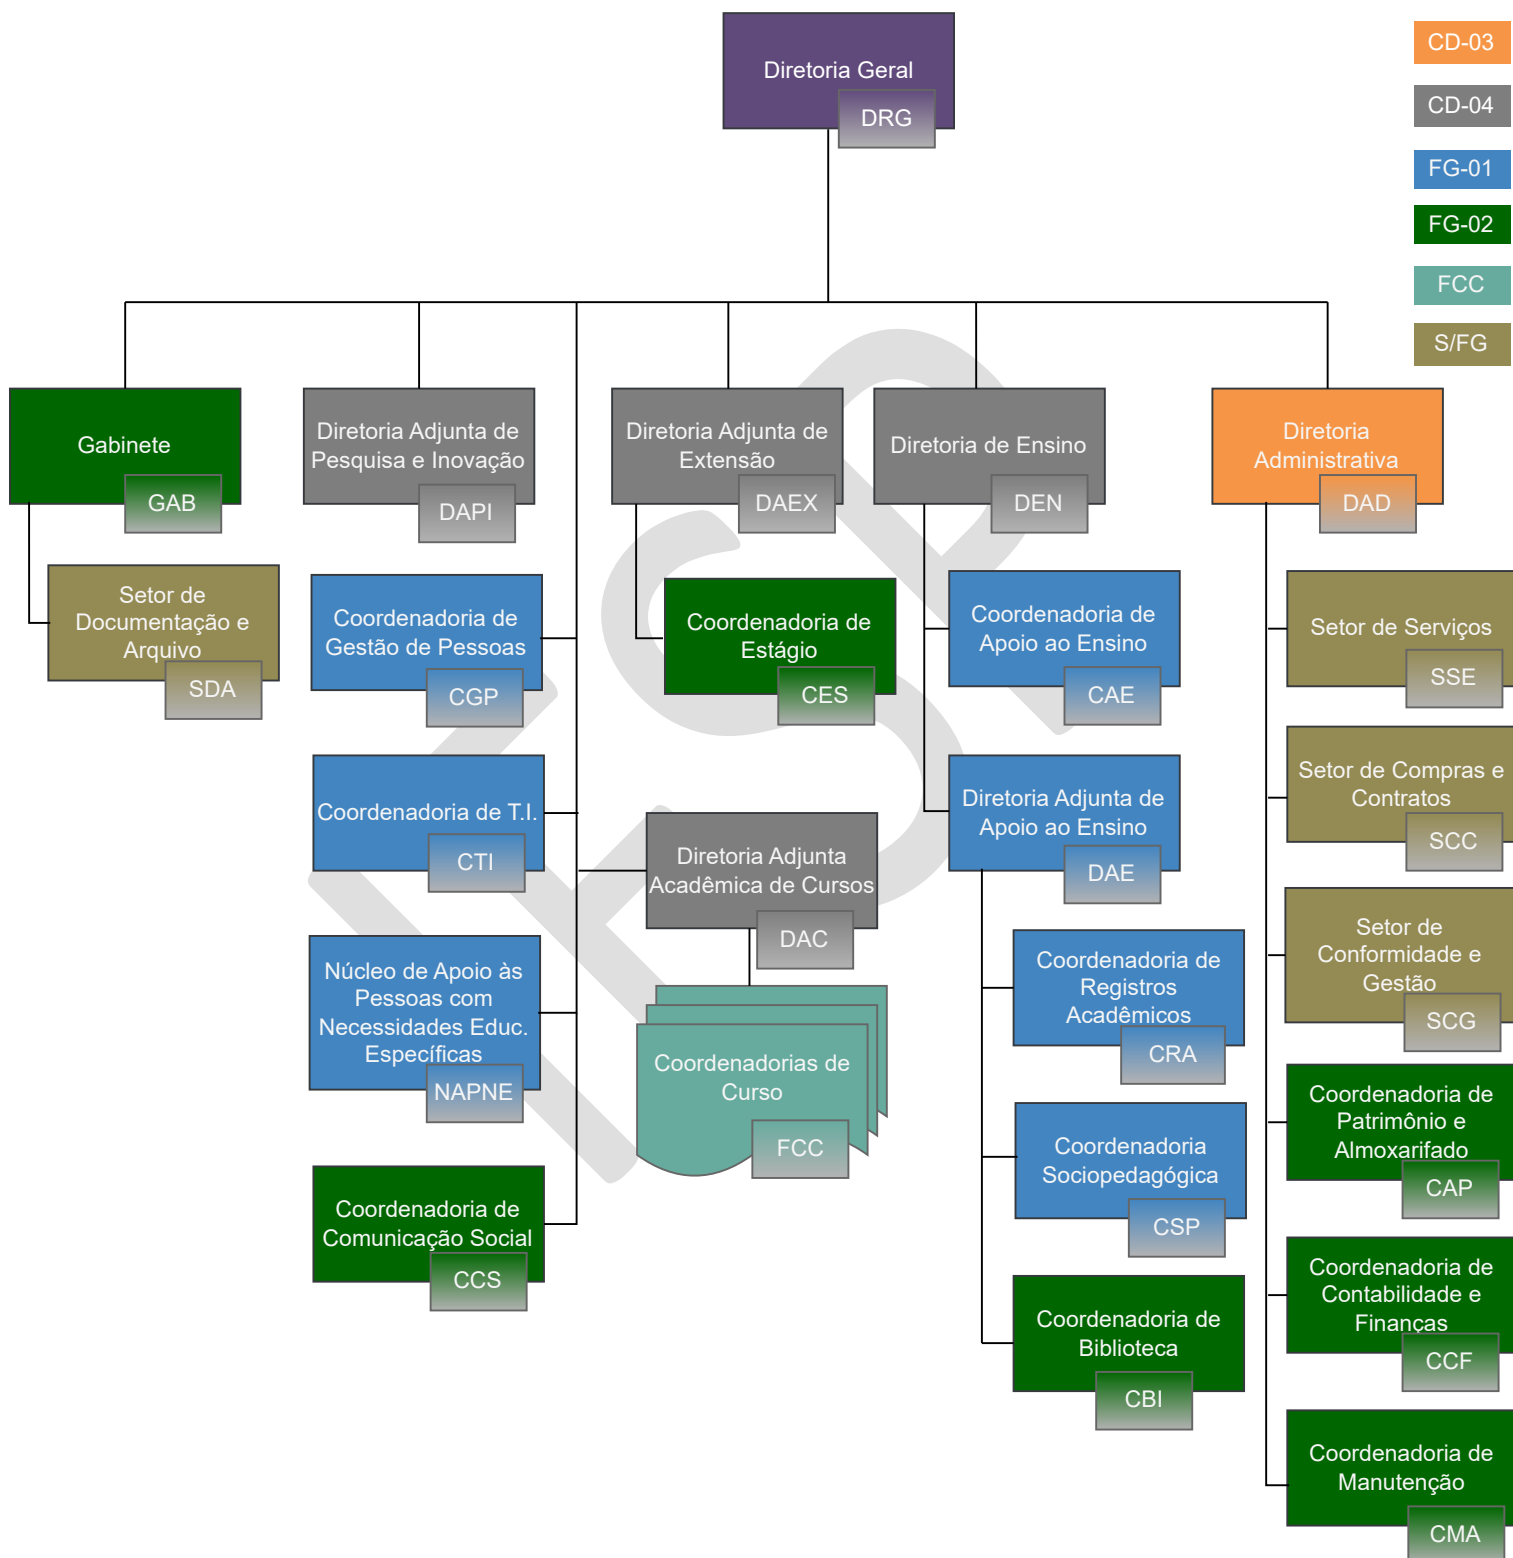 Diretoria Geral
DRG
CD-03
CD-04
FG-01
FG-02
FCC
S/FG
Gabinete
GAB
Diretoria Adjunta de
Pesquisa e Inovação
DAPI
Diretoria Adjunta de
Extensão
DAEX
Diretoria de Ensino
DEN
Diretoria
Administrativa
DAD
Setor de
Documentação e
Arquivo
SDA
Coordenadoria de
Gestão de Pessoas
CGP
Coordenadoria de
Estágio
CES
Coordenadoria de
Apoio ao Ensino
CAE
Setor de Serviços
SSE
Coordenadoria de T.I.
CTI
Diretoria Adjunta
Acadêmica de Cursos
DAC
Diretoria Adjunta de
Apoio ao Ensino
DAE
Setor de Compras e
Contratos
SCC
Núcleo de Apoio às
Pessoas com
Necessidades Educ.
Específicas
NAPNE
Coordenadorias de
Curso
FCC
Coordenadoria de
Registros
Acadêmicos
CRA
Setor de
Conformidade e
Gestão
SCG
Coordenadoria de
Comunicação Social
CCS
Coordenadoria
Sociopedagógica
CSP
Coordenadoria de
Patrimônio e
Almoxarifado
CAP
Coordenadoria de
Biblioteca
CBI
Coordenadoria de
Contabilidade e
Finanças
CCF
Coordenadoria de
Manutenção
CMA
IFSP